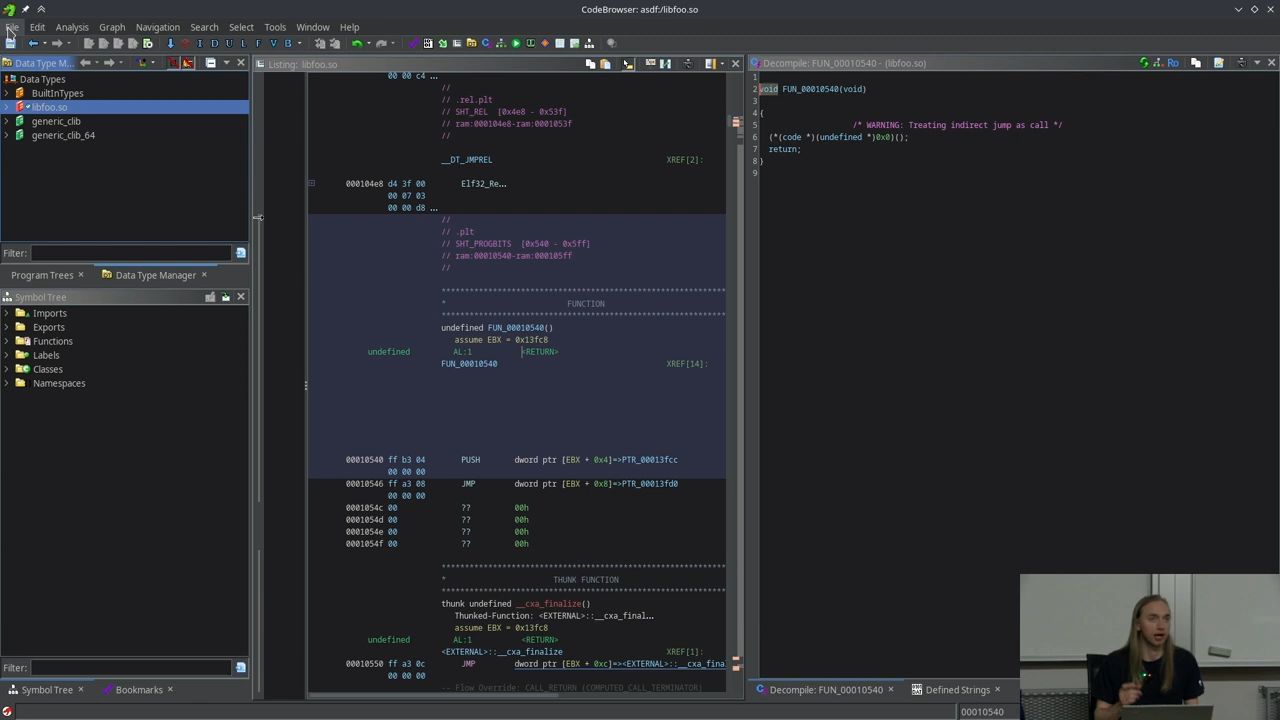 CodeBrowser: asdf:/libfoo.so
File Edit Analysis Graph Navigation Search Select Tools Window Help
I D U L F V B
Data Type M...
Data Types
BuiltInTypes
libfoo.so
generic_clib
generic_clib_64
Filter:
Program Trees × Data Type Manager ×
Symbol Tree
Imports
Exports
Functions
Labels
Classes
Namespaces
Filter:
Symbol Tree × Bookmarks ×
Listing: libfoo.so
00 00 c4 ...
//
// .rel.plt
// SHT_REL [0x4e8 - 0x53f]
// ram:000104e8-ram:0001053f
//
__DT_JMPREL XREF[2]:
000104e8 d4 3f 00 Elf32_Re...
00 07 03
00 00 d8 ...
//
// .plt
// SHT_PROGBITS [0x540 - 0x5ff]
// ram:00010540-ram:000105ff
//
* FUNCTION
undefined FUN_00010540()
assume EBX = 0x13fc8
undefined AL:1 <RETURN>
FUN_00010540 XREF[14]:
00010540 ff b3 04 PUSH dword ptr [EBX + 0x4]=>PTR_00013fcc
00 00 00
00010546 ff a3 08 JMP dword ptr [EBX + 0x8]=>PTR_00013fd0
00 00 00
0001054c 00 ?? 00h
0001054d 00 ?? 00h
0001054e 00 ?? 00h
0001054f 00 ?? 00h
* THUNK FUNCTION
thunk undefined __cxa_finalize()
Thunked-Function: <EXTERNAL>::__cxa_final...
assume EBX = 0x13fc8
undefined AL:1 <RETURN>
<EXTERNAL>::__cxa_finalize XREF[1]:
00010550 ff a3 0c JMP dword ptr [EBX + 0xc]=><EXTERNAL>::__cxa_fina
00 00 00
-- Flow Override: CALL_RETURN (COMPUTED_CALL_TERMINATOR)
Decompile: FUN_00010540 - (libfoo.so)
Ro
1
2 void FUN_00010540(void)
3
4 {
5 /* WARNING: Treating indirect jump as call */
6 (*(code *)(undefined *)0x0)();
7 return;
8 }
9
Decompile: FUN_00010540 × Defined Strings ×
00010540